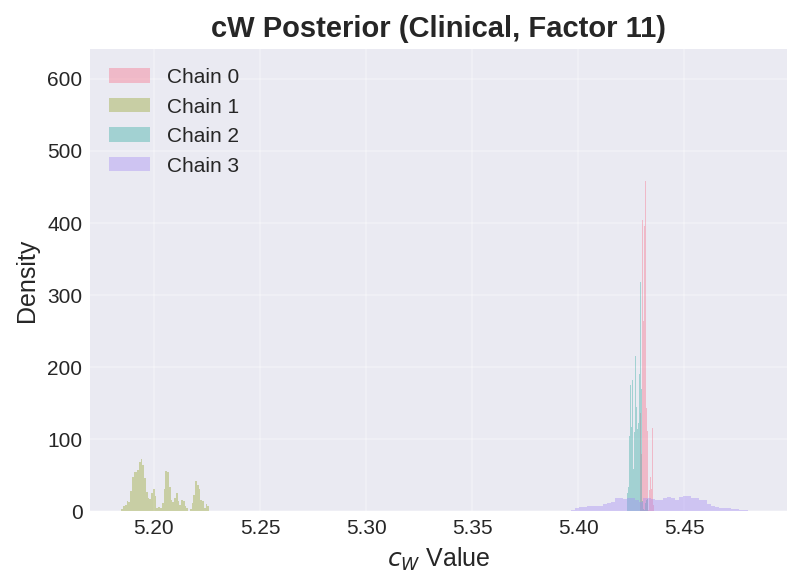 cW Posterior (Clinical, Factor 11)
Chain 0
Chain 1
Chain 2
Chain 3
Density
600
500
400
300
200
100
0
5.20 5.25 5.30 5.35 5.40 5.45
cW Value